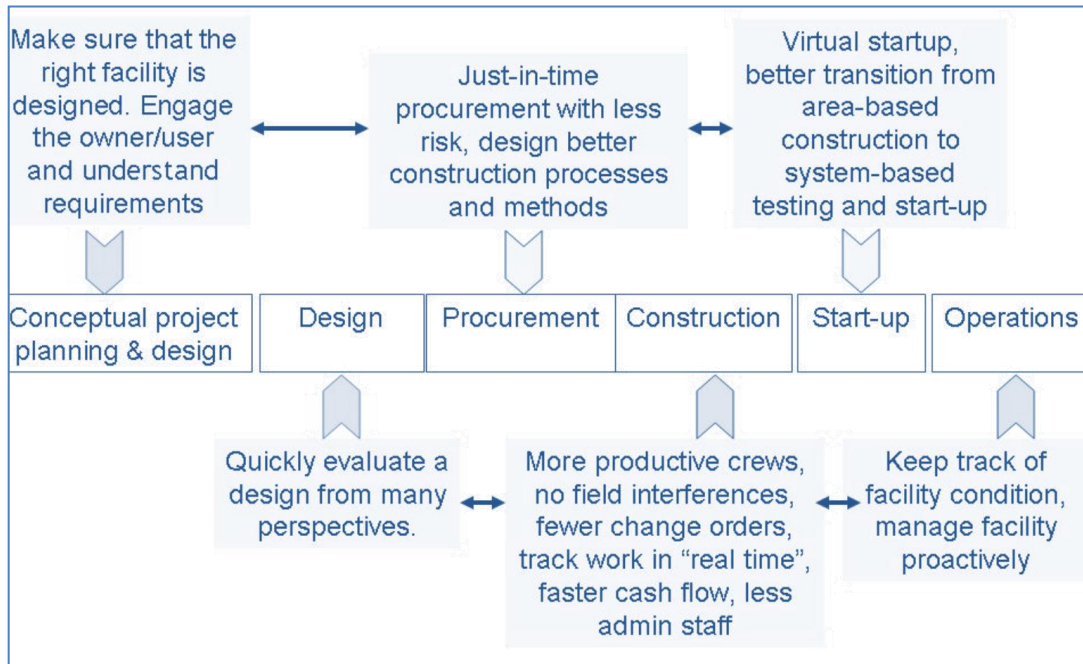 Make sure that the
right facility is
designed. Engage
the owner/user
and understand
requirements
Just-in-time
procurement with less
risk, design better
construction processes
and methods
Virtual startup,
better transition from
area-based
construction to
system-based
testing and start-up
Conceptual project
planning & design
Design
Procurement
Construction
Start-up
Operations
Quickly evaluate a
design from many
perspectives.
More productive crews,
no field interferences,
fewer change orders,
track work in “real time”,
faster cash flow, less
admin staff
Keep track of
facility condition,
manage facility
proactively